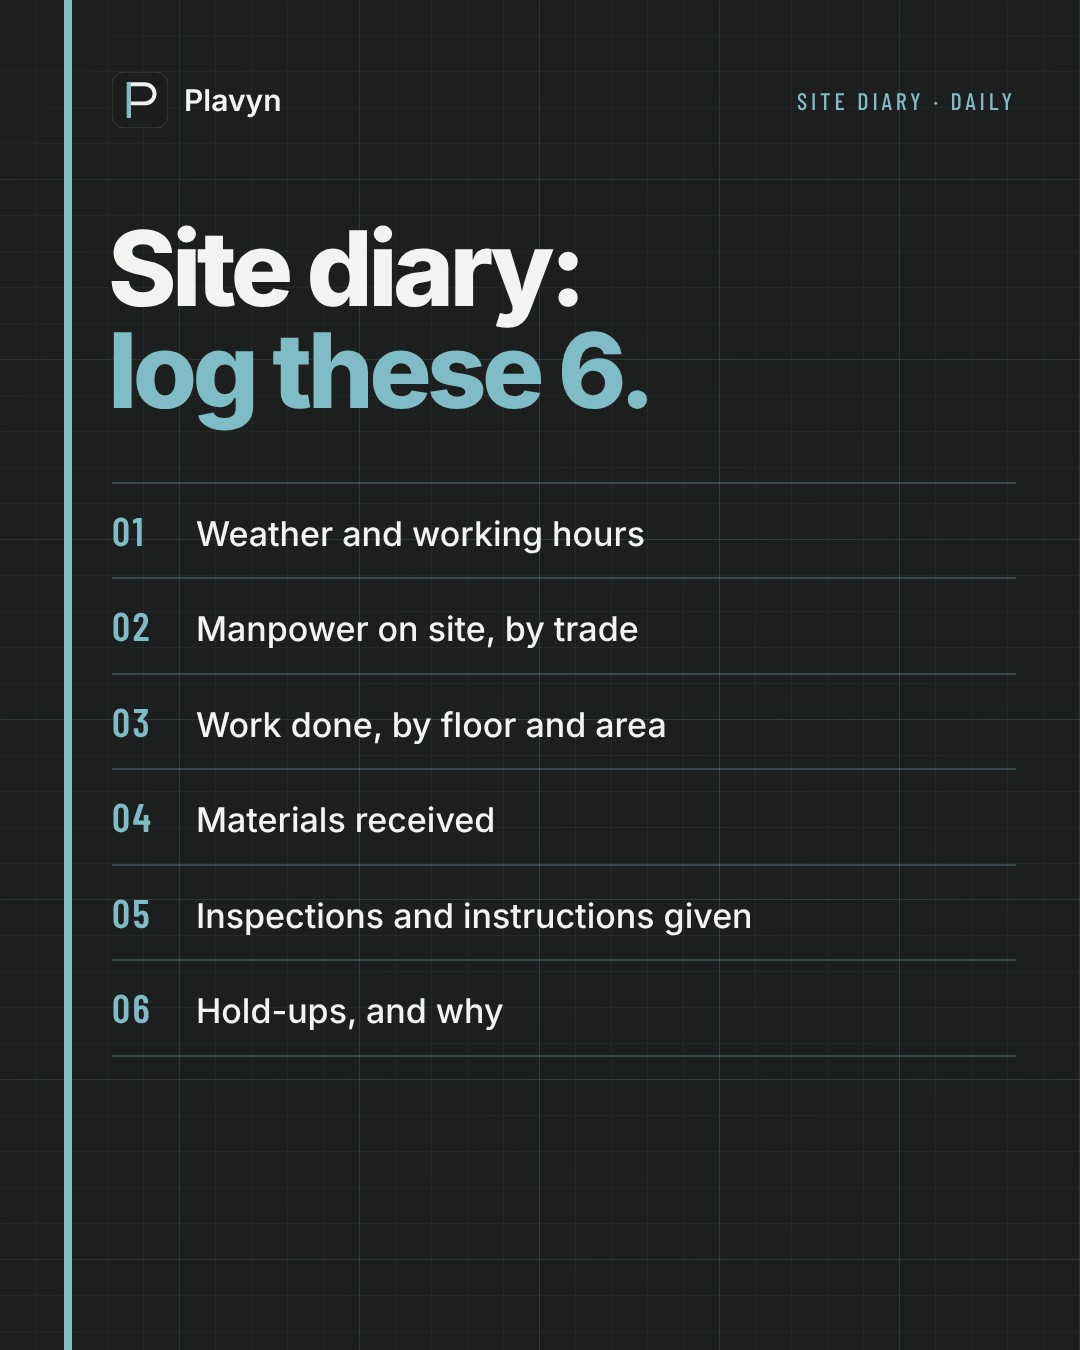 Plavyn
SITE DIARY · DAILY
Site diary:
log these 6.
01 Weather and working hours
02 Manpower on site, by trade
03 Work done, by floor and area
04 Materials received
05 Inspections and instructions given
06 Hold-ups, and why